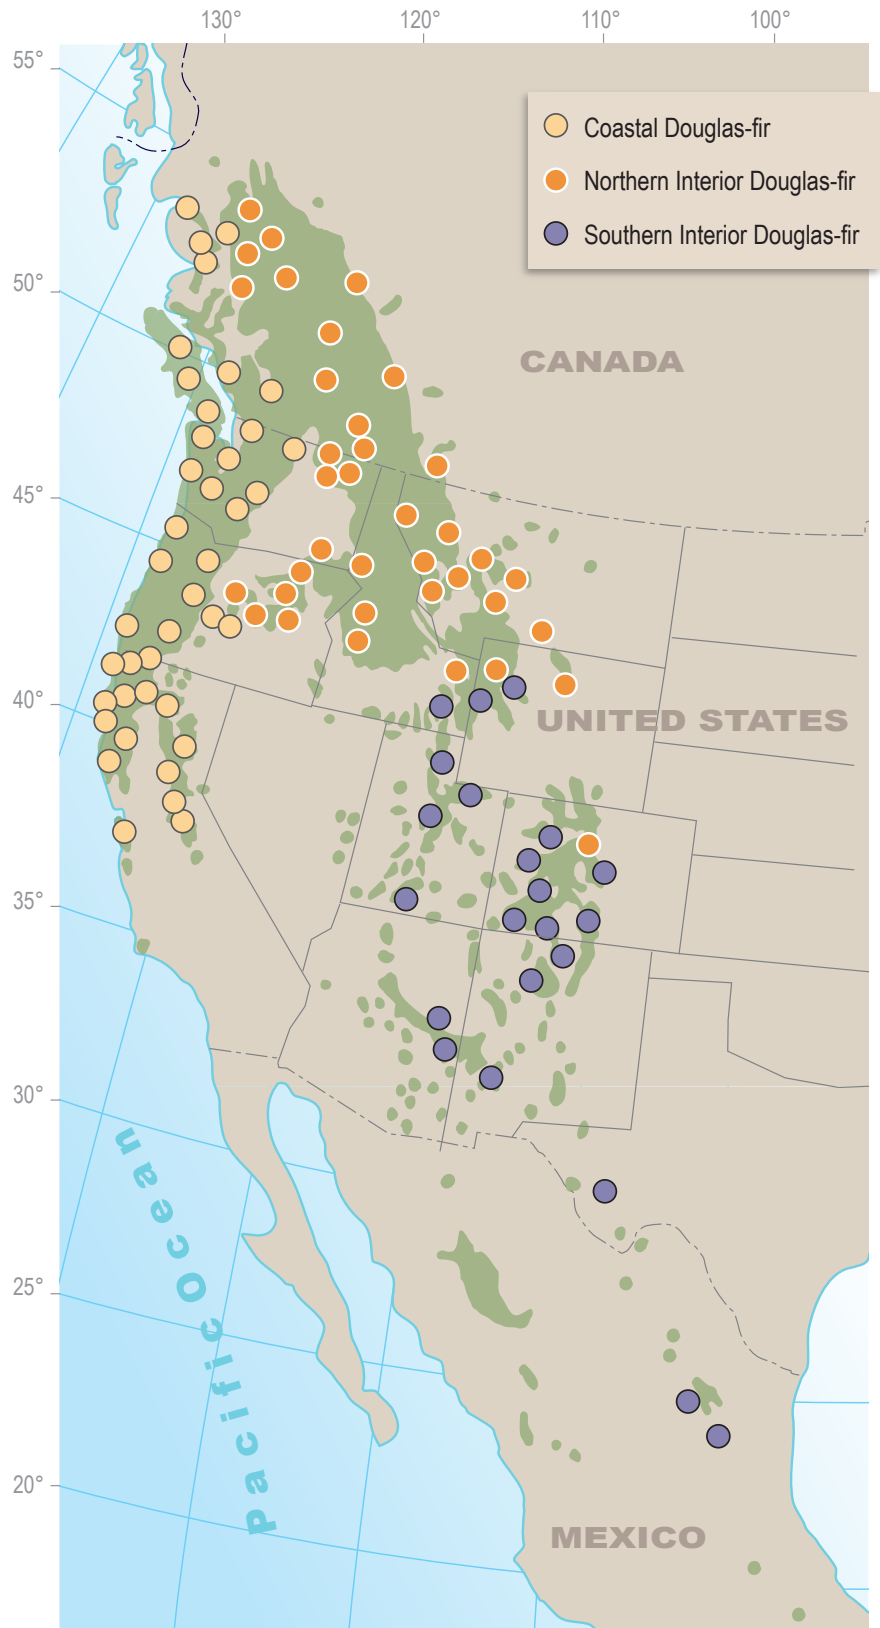 130°
120°
110°
100°
55°
Coastal Douglas-fir
Northern Interior Douglas-fir
Southern Interior Douglas-fir
50°
CANADA
45°
40°
UNITED STATES
35°
30°
Pacific Ocean
25°
20°
MEXICO